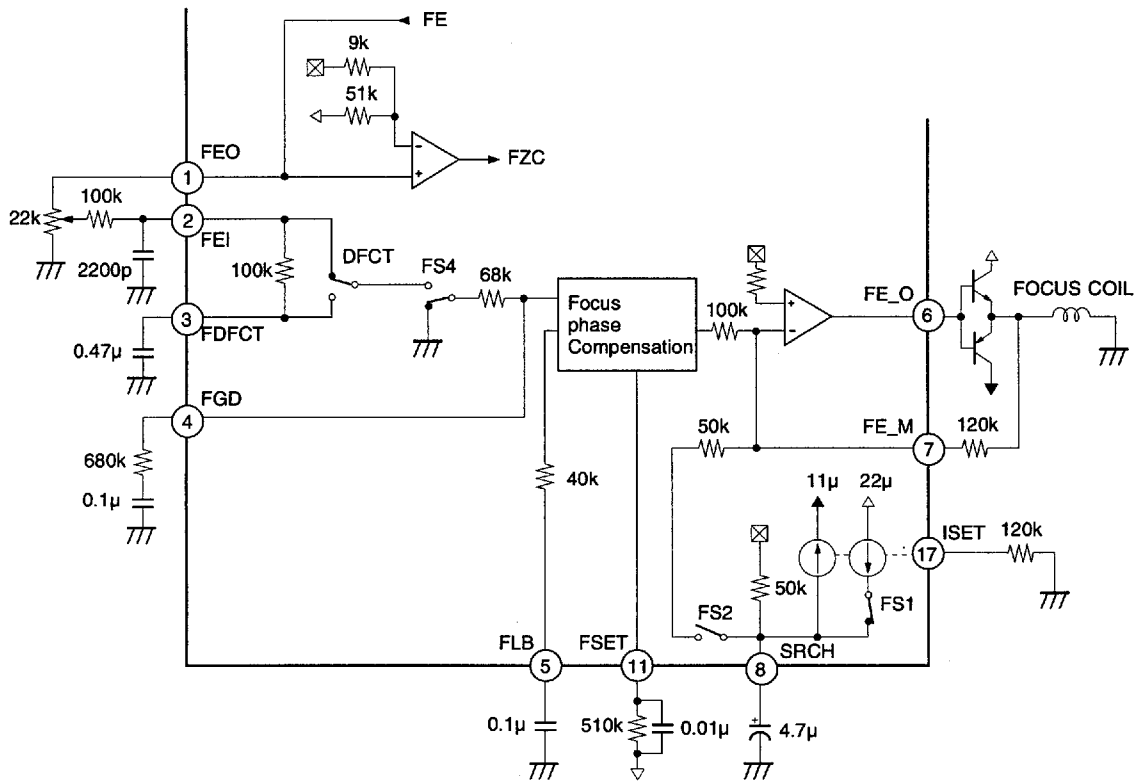 FE
9k
51k
FEO
FZC
1
100k
22k
2
FEI
2200p
100k
DFCT
FS4
68k
3
FDFCT
0.47µ
Focus
phase
Compensation
100k
FE_O
6
FOCUS COIL
FGD
4
680k
0.1µ
40k
50k
FE_M
7
120k
11µ
22µ
ISET
17
120k
50k
FS1
FS2
FLB
5
FSET
11
SRCH
8
0.1µ
510k
0.01µ
4.7µ